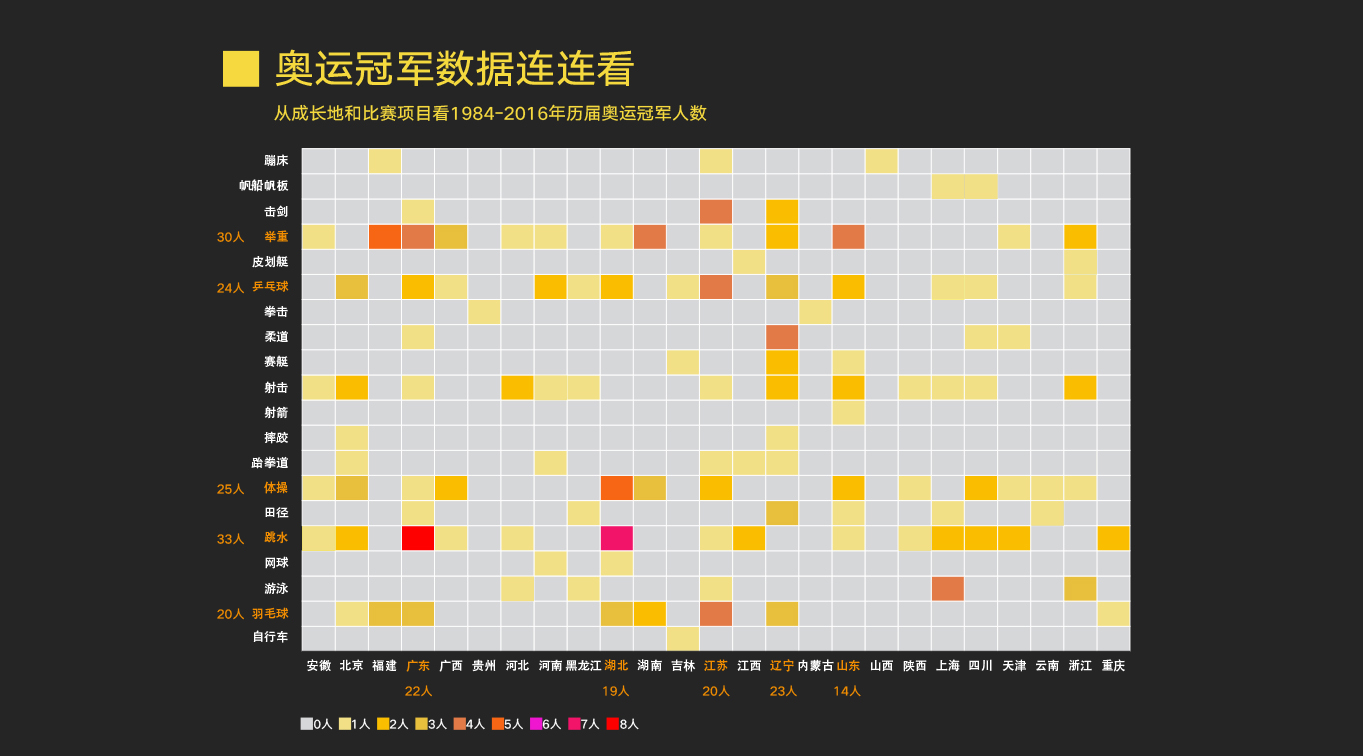 奥运冠军数据连连看
从成长地和比赛项目看1984-2016年历届奥运冠军人数
蹦床
帆船帆板
击剑
30人 举重
皮划艇
24人 乒乓球
拳击
柔道
赛艇
射击
射箭
摔跤
跆拳道
25人 体操
田径
33人 跳水
网球
游泳
20人 羽毛球
自行车
安徽 北京 福建 广东 广西 贵州 河北 河南 黑龙江 湖北 湖南 吉林 江苏 江西 辽宁 内蒙古 山东 山西 陕西 上海 四川 天津 云南 浙江 重庆
22人 19人 20人 23人 14人
0人 1人 2人 3人 4人 5人 6人 7人 8人